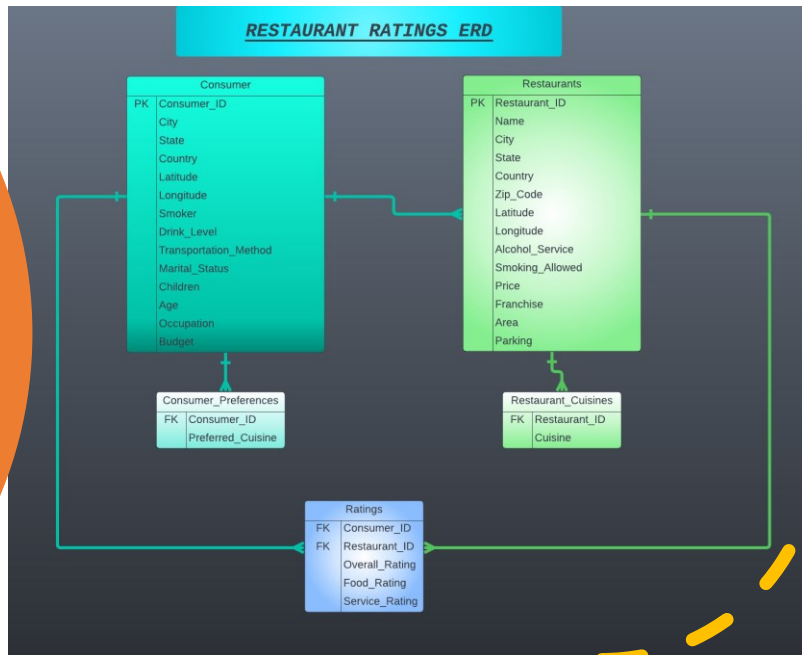 RESTAURANT RATINGS ERD
Consumer
PK Consumer_ID
City
State
Country
Latitude
Longitude
Smoker
Drink_Level
Transportation_Method
Marital_Status
Children
Age
Occupation
Budget
Restaurants
PK Restaurant_ID
Name
City
State
Country
Zip_Code
Latitude
Longitude
Alcohol_Service
Smoking_Allowed
Price
Franchise
Area
Parking
Consumer_Preferences
FK Consumer_ID
Preferred_Cuisine
Restaurant_Cuisines
FK Restaurant_ID
Cuisine
Ratings
FK Consumer_ID
FK Restaurant_ID
Overall_Rating
Food_Rating
Service_Rating